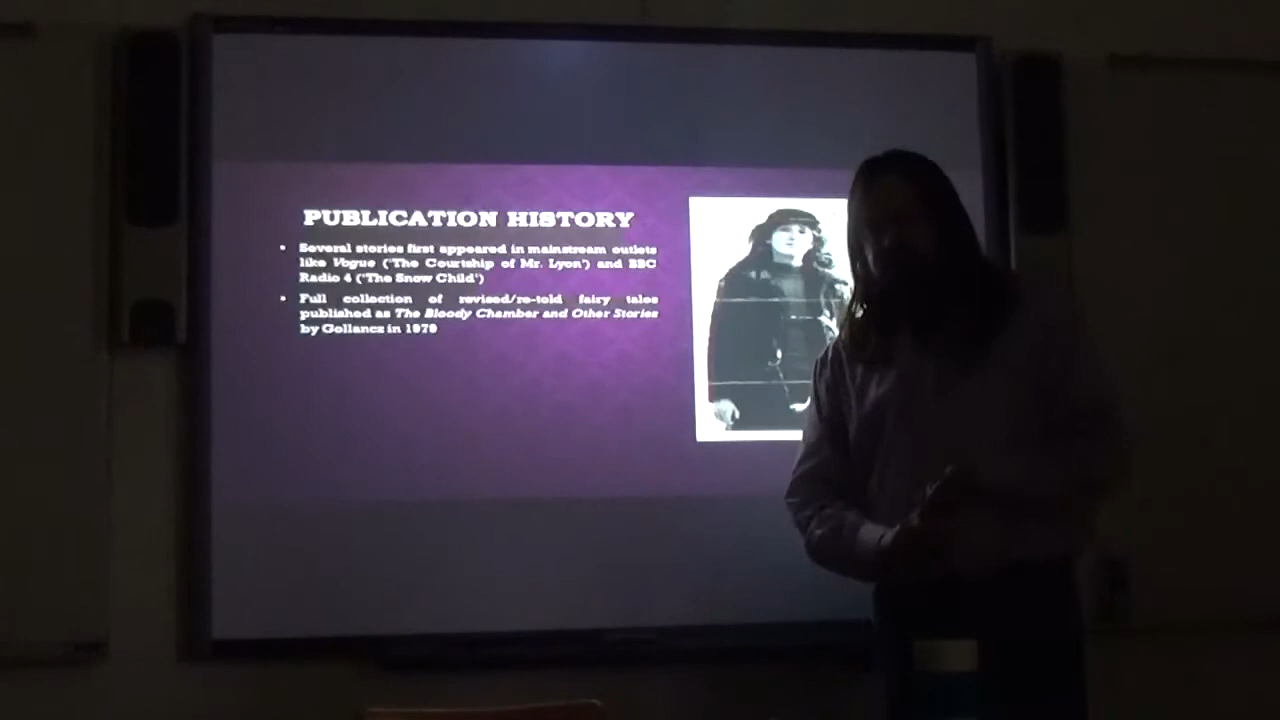 PUBLICATION HISTORY
• Several stories first appeared in mainstream outlets
like Vogue ('The Courtship of Mr. Lyon') and BBC
Radio 4 ('The Snow Child')
• Full collection of revised/re-told fairy tales
published as The Bloody Chamber and Other Stories
by Gollancz in 1979